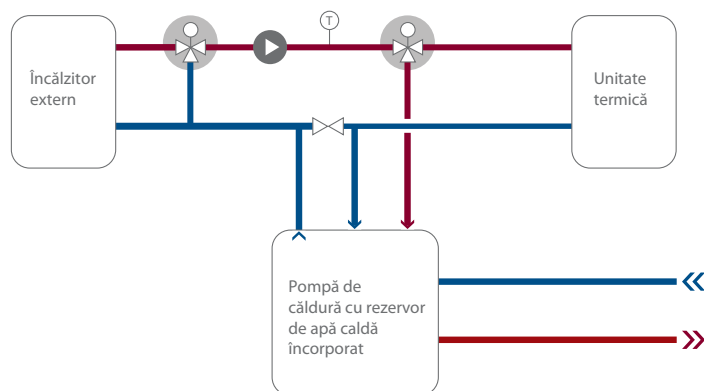 T
Încălzitor
extern
Unitate
termică
Pompă de
căldură cu rezervor
de apă caldă
încorporat